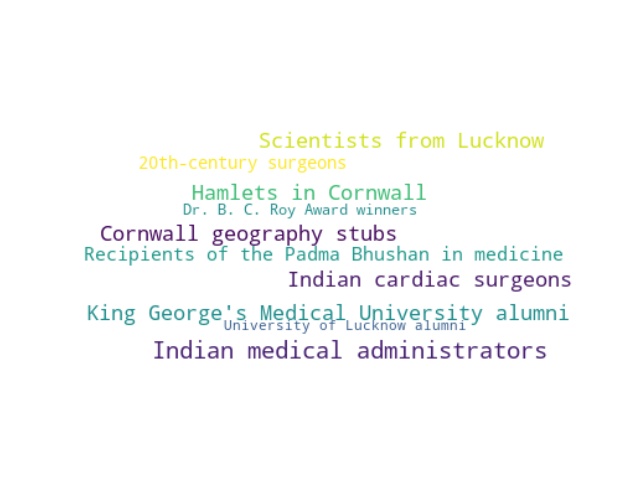 Scientists from Lucknow
20th-century surgeons
Hamlets in Cornwall
Dr. B. C. Roy Award winners
Cornwall geography stubs
Recipients of the Padma Bhushan in medicine
Indian cardiac surgeons
King George's Medical University alumni
University of Lucknow alumni
Indian medical administrators